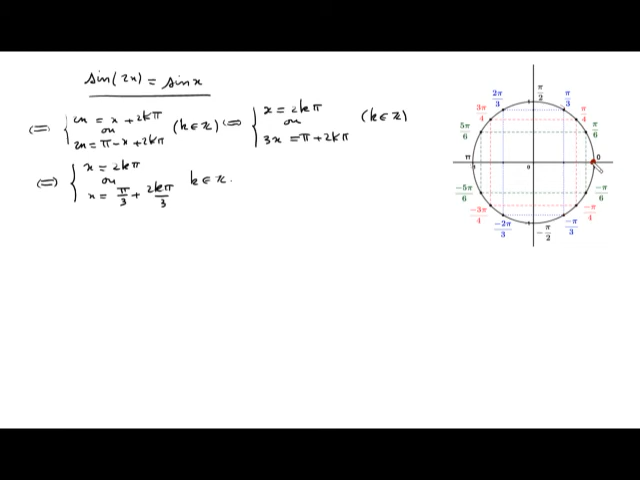 sin(2x) = sin x
⟺ { 2x = x + 2kπ ou 2x = π - x + 2kπ (k ∈ ℤ) ⟺ { x = 2kπ ou 3x = π + 2kπ (k ∈ ℤ)
⟺ { x = 2kπ ou x = π/3 + 2kπ/3 k ∈ ℤ.
π/2
2π/3 π/3
3π/4 π/4
5π/6 π/6
π 0 0
-5π/6 -π/6
-3π/4 -π/4
-2π/3 -π/3
-π/2